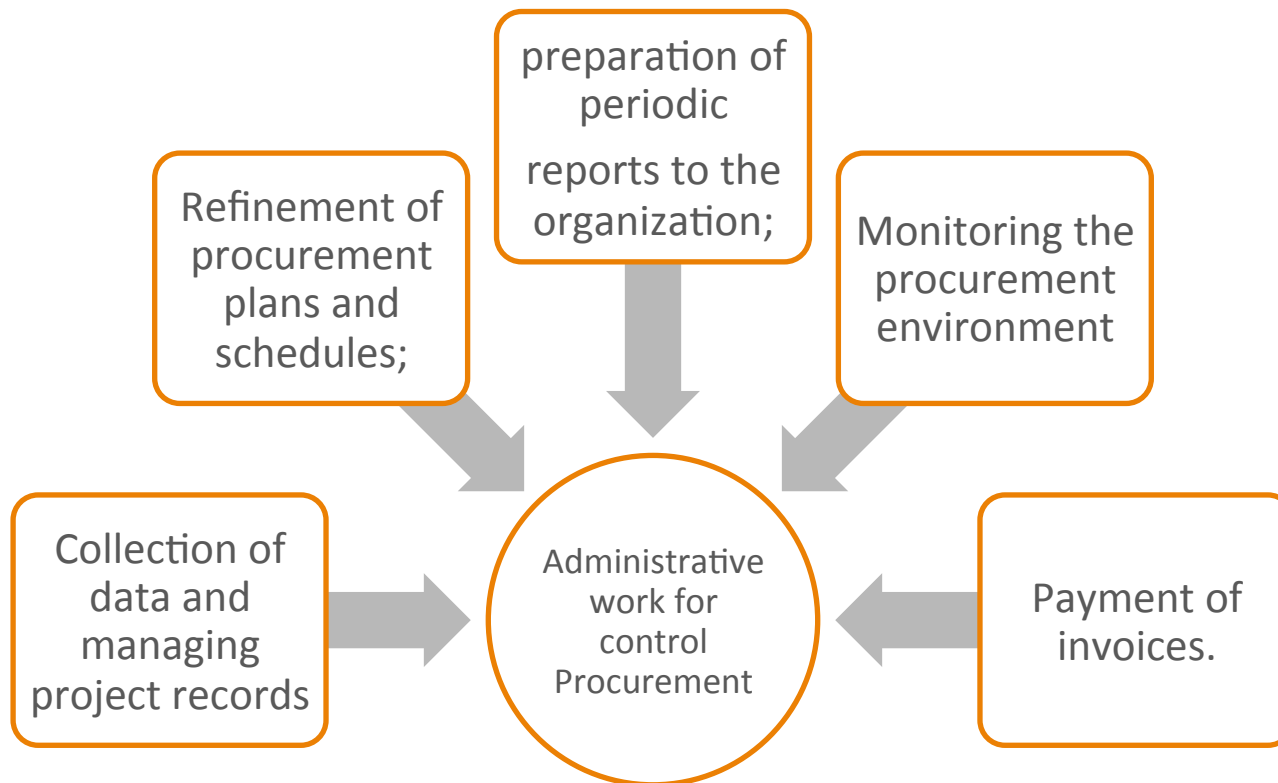 preparation of
periodic
reports to the
organization;
Refinement of
procurement
plans and
schedules;
Monitoring the
procurement
environment
Collection of
data and
managing
project records
Administrative
work for
control
Procurement
Payment of
invoices.